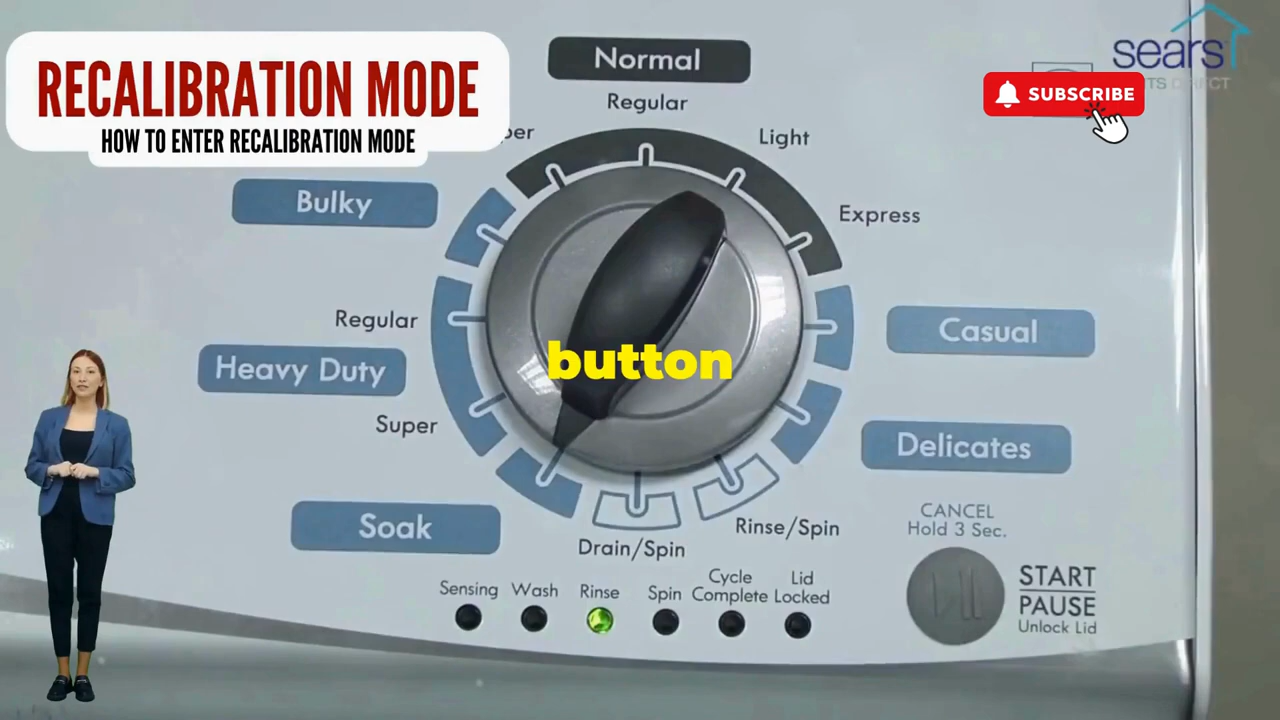 sears
RECALIBRATION MODE
HOW TO ENTER RECALIBRATION MODE
SUBSCRIBE
Normal
Regular
Light
Bulky
Express
Regular
Casual
Heavy Duty
button
Super
Delicates
Soak
Rinse/Spin
Drain/Spin
CANCEL
Hold 3 Sec.
Sensing
Wash
Rinse
Spin
Cycle
Complete
Lid
Locked
START
PAUSE
Unlock Lid